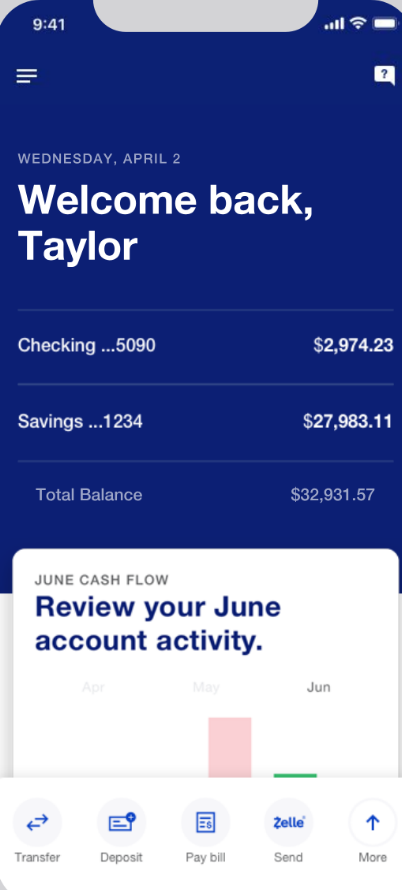 9:41
?
WEDNESDAY, APRIL 2
Welcome back,
Taylor
Checking ...5090 $2,974.23
Savings ...1234 $27,983.11
Total Balance $32,931.57
JUNE CASH FLOW
Review your June
account activity.
Apr May Jun
$
Zelle
Transfer Deposit Pay bill Send More